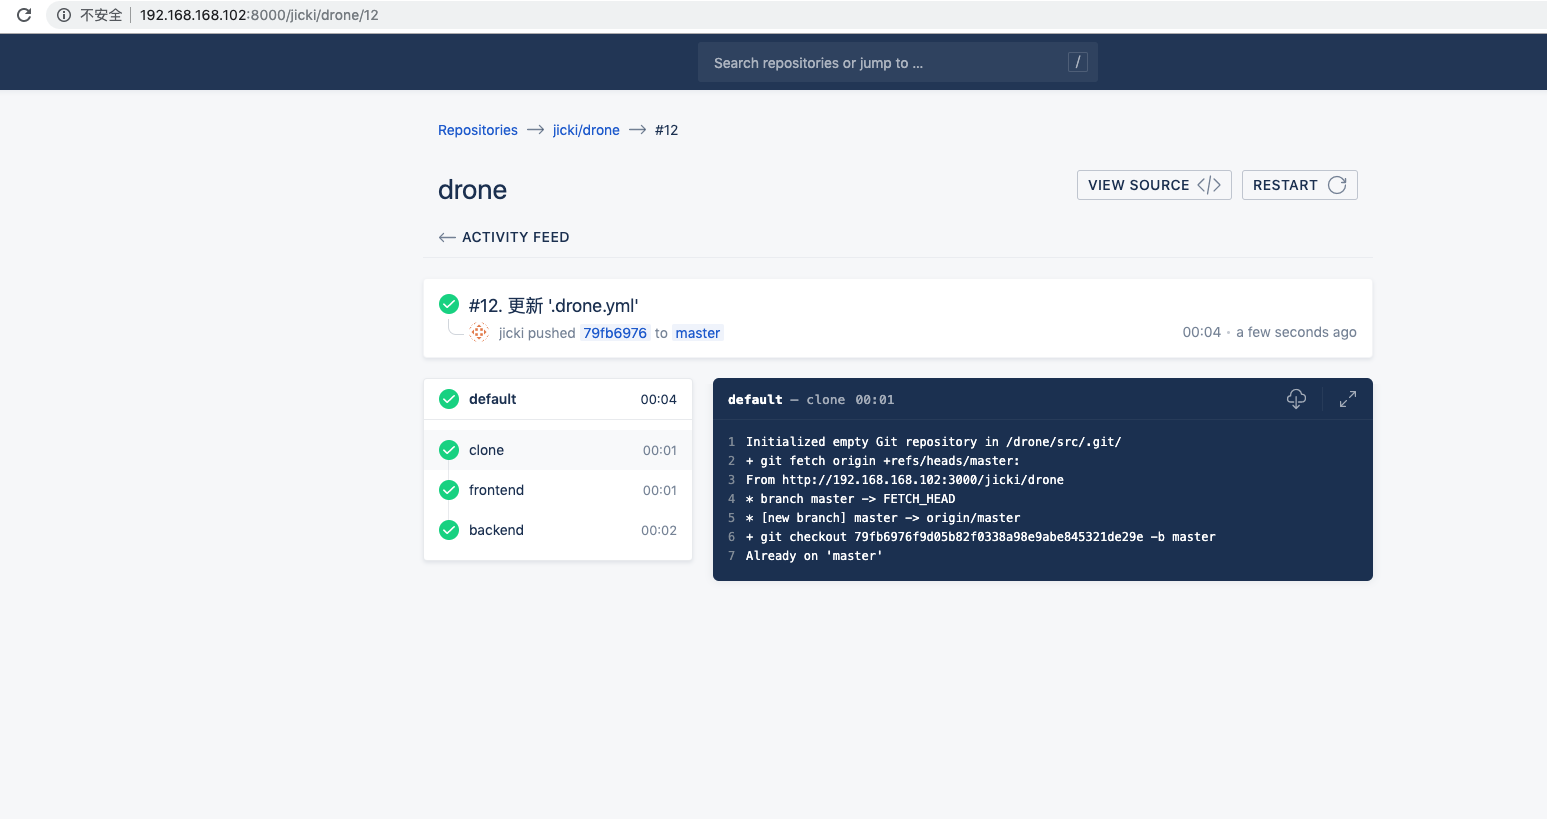 不安全 192.168.168.102:8000/jicki/drone/12
Search repositories or jump to ... /
Repositories → jicki/drone → #12
drone
VIEW SOURCE </> RESTART
← ACTIVITY FEED
#12. 更新 '.drone.yml'
jicki pushed 79fb6976 to master
00:04 • a few seconds ago
default 00:04
clone 00:01
frontend 00:01
backend 00:02
default — clone 00:01
1 Initialized empty Git repository in /drone/src/.git/
2 + git fetch origin +refs/heads/master:
3 From http://192.168.168.102:3000/jicki/drone
4 * branch master -> FETCH_HEAD
5 * [new branch] master -> origin/master
6 + git checkout 79fb6976f9d05b82f0338a98e9abe845321de29e -b master
7 Already on 'master'